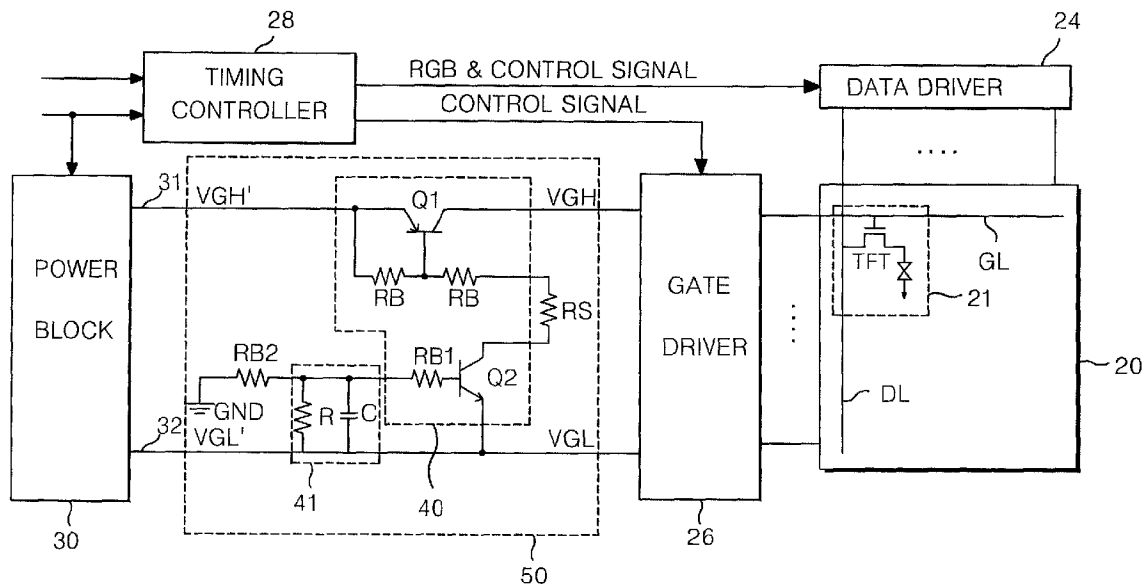 28
24
TIMING
CONTROLLER
RGB & CONTROL SIGNAL
CONTROL SIGNAL
DATA DRIVER
....
31
VGH'
Q1
VGH
POWER
BLOCK
RB
RB
RS
GATE
DRIVER
TFT
GL
21
....
RB2
RB1
Q2
GND
R
C
20
DL
32
VGL'
VGL
41
40
30
26
50